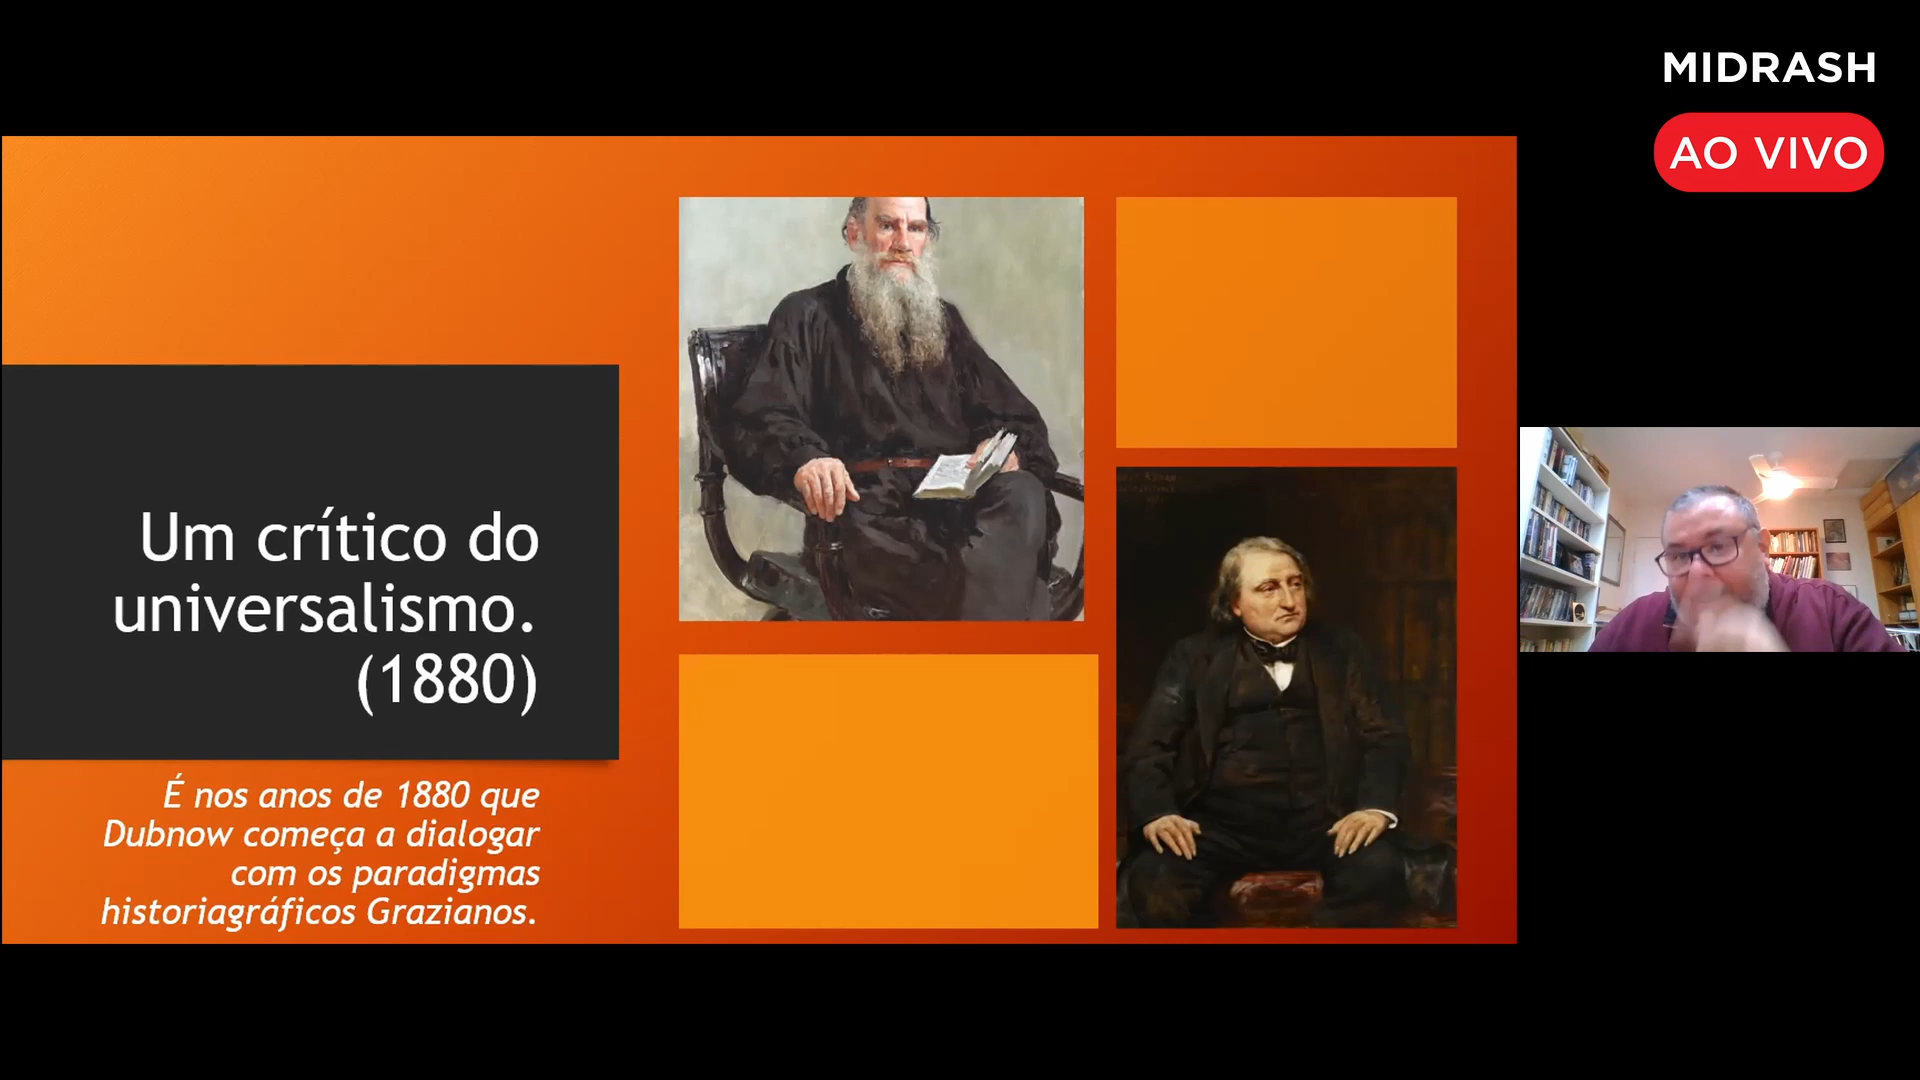 MIDRASH
AO VIVO
Um crítico do
universalismo.
(1880)
É nos anos de 1880 que
Dubnow começa a dialogar
com os paradigmas
historiagráficos Grazianos.